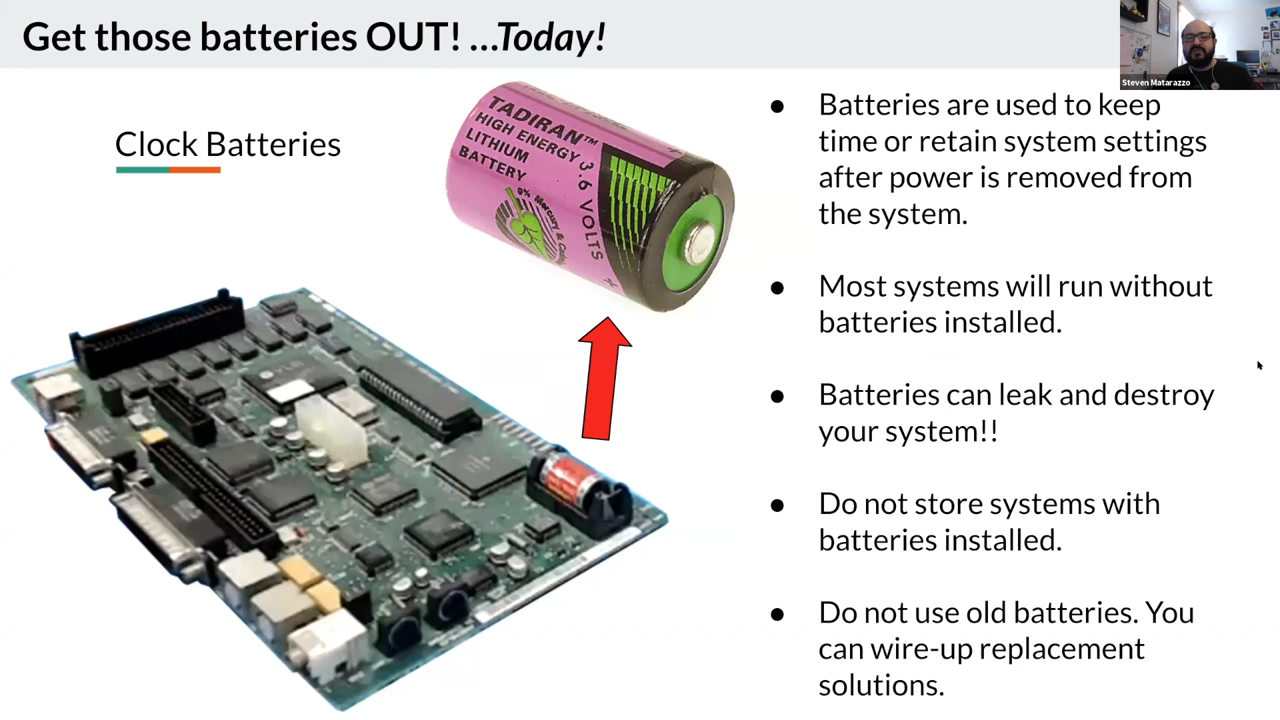 Get those batteries OUT! ...Today!
Steven Matarazzo
Clock Batteries
TADIRAN™
HIGH ENERGY
LITHIUM
BATTERY
3.6 VOLTS
0% Mercury &
● Batteries are used to keep
time or retain system settings
after power is removed from
the system.
● Most systems will run without
batteries installed.
● Batteries can leak and destroy
your system!!
● Do not store systems with
batteries installed.
● Do not use old batteries. You
can wire-up replacement
solutions.